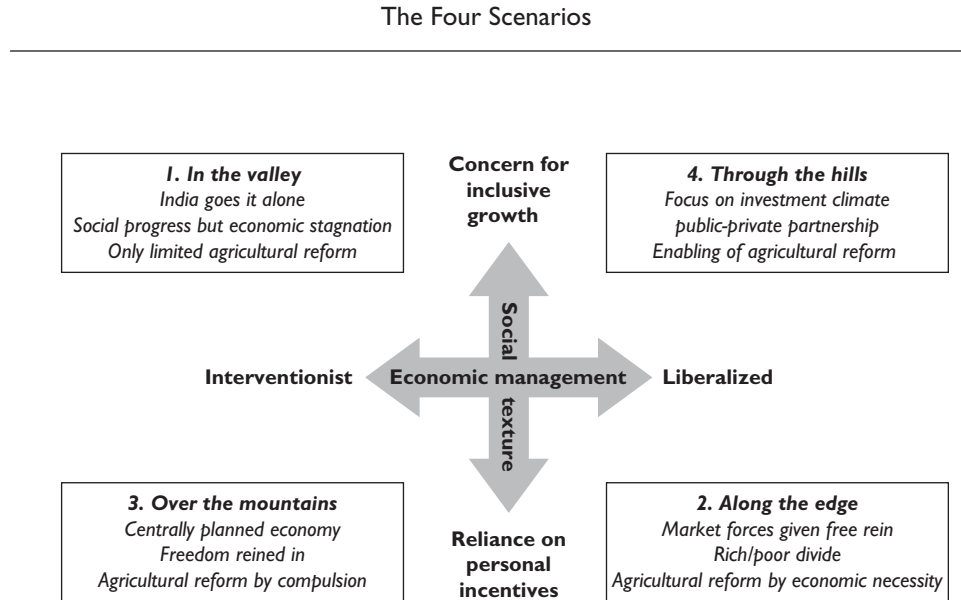 The Four Scenarios
1. In the valley
India goes it alone
Social progress but economic stagnation
Only limited agricultural reform
Concern for
inclusive
growth
4. Through the hills
Focus on investment climate
public-private partnership
Enabling of agricultural reform
Interventionist
Economic management
Liberalized
Social texture
3. Over the mountains
Centrally planned economy
Freedom reined in
Agricultural reform by compulsion
Reliance on
personal
incentives
2. Along the edge
Market forces given free rein
Rich/poor divide
Agricultural reform by economic necessity